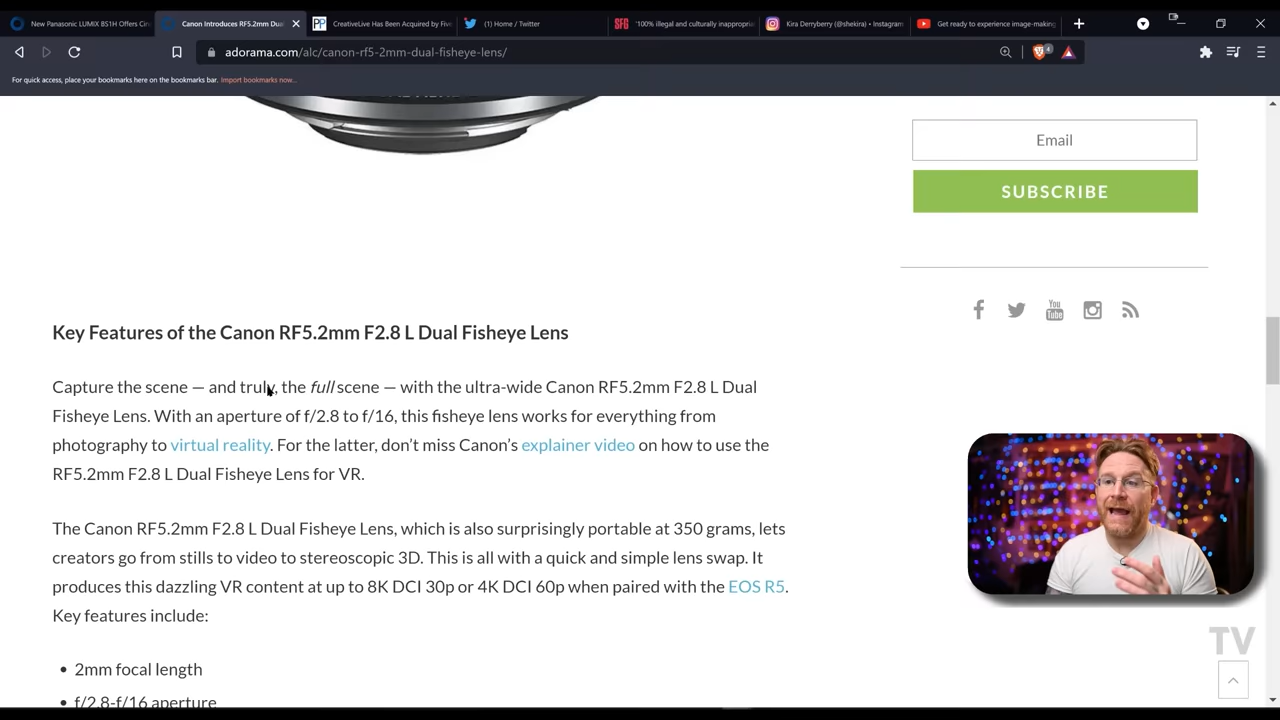 New Panasonic LUMIX BS1H Offers Cin
Canon Introduces RF5.2mm Dua
CreativeLive Has Been Acquired by Five
(1) Home / Twitter
"100% illegal and culturally inappropria
Kira Derryberry (@shekira) • Instagram
Get ready to experience image-making
adorama.com/alc/canon-rf5-2mm-dual-fisheye-lens/
4
For quick access, place your bookmarks here on the bookmarks bar. Import bookmarks now...
Email
SUBSCRIBE
Key Features of the Canon RF5.2mm F2.8 L Dual Fisheye Lens
Capture the scene — and truly, the full scene — with the ultra-wide Canon RF5.2mm F2.8 L Dual
Fisheye Lens. With an aperture of f/2.8 to f/16, this fisheye lens works for everything from
photography to virtual reality. For the latter, don’t miss Canon’s explainer video on how to use the
RF5.2mm F2.8 L Dual Fisheye Lens for VR.
The Canon RF5.2mm F2.8 L Dual Fisheye Lens, which is also surprisingly portable at 350 grams, lets
creators go from stills to video to stereoscopic 3D. This is all with a quick and simple lens swap. It
produces this dazzling VR content at up to 8K DCI 30p or 4K DCI 60p when paired with the EOS R5.
Key features include:
• 2mm focal length
• f/2.8-f/16 aperture
TV